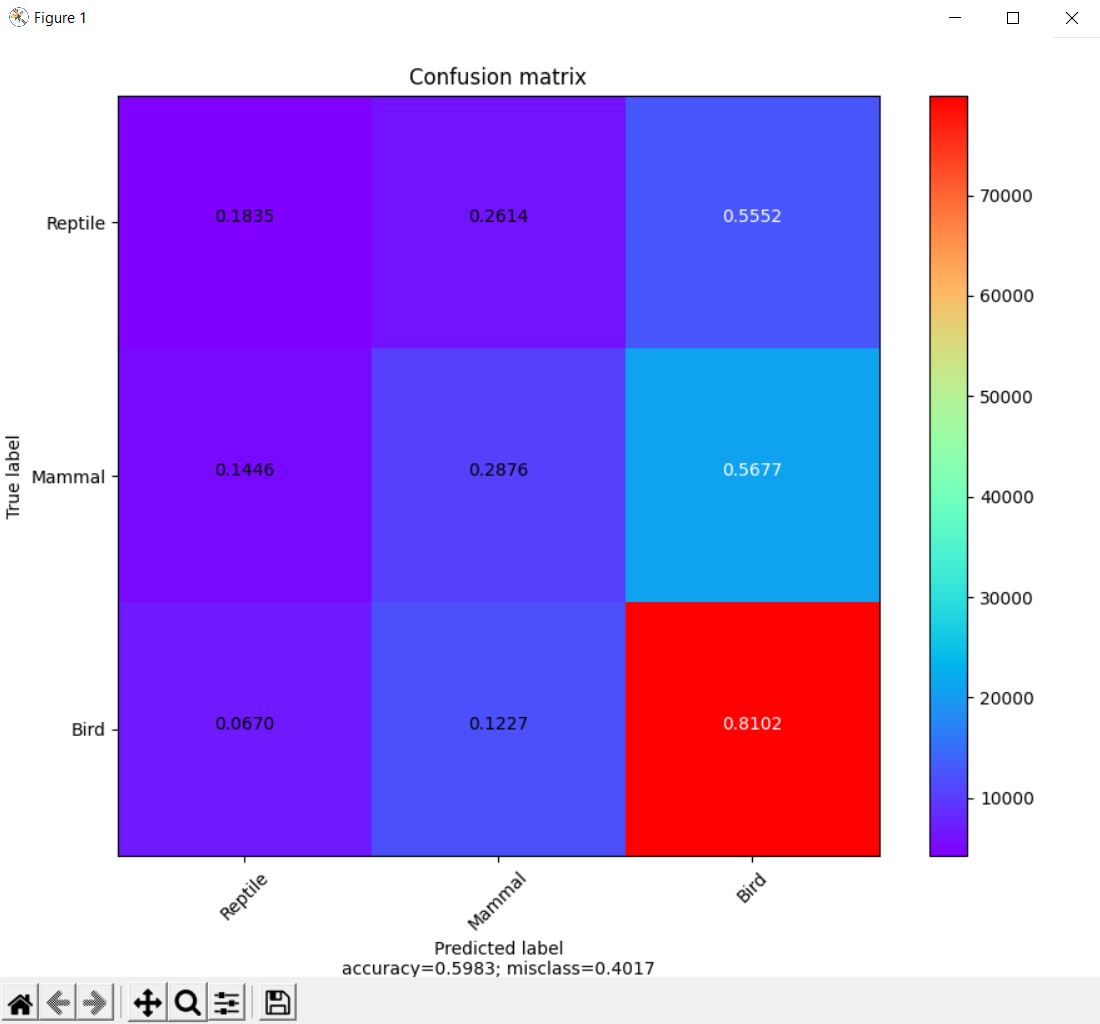 Figure 1
Confusion matrix
True label
Reptile 0.1835 0.2614 0.5552
Mammal 0.1446 0.2876 0.5677
Bird 0.0670 0.1227 0.8102
Reptile Mammal Bird
Predicted label
accuracy=0.5983; misclass=0.4017
70000
60000
50000
40000
30000
20000
10000